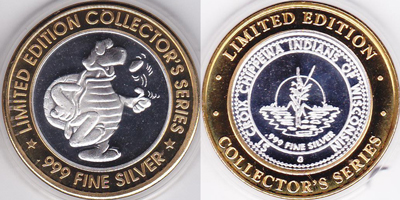 LIMITED EDITION COLLECTOR'S SERIES
.999 FINE SILVER
LIMITED EDITION
ST. CROIX CHIPPEWA INDIANS OF WISCONSIN
.999 FINE SILVER
G
COLLECTOR'S SERIES